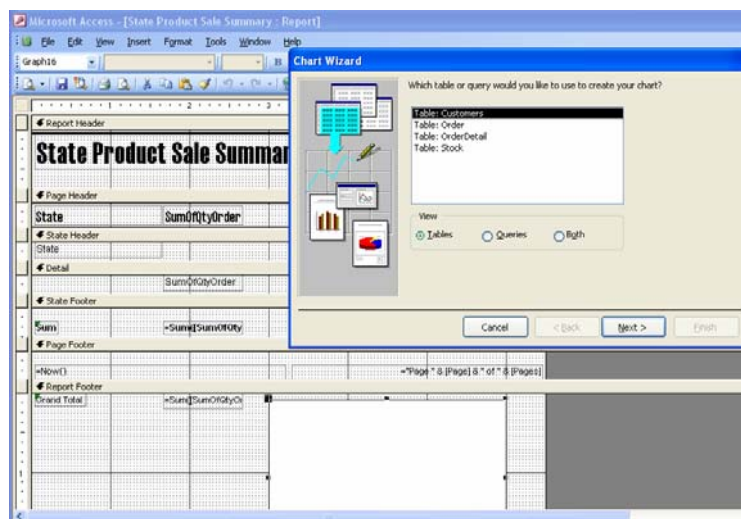 Microsoft Access - [State Product Sale Summary : Report]
File Edit View Insert Format Tools Window Help
Graph16
B
Chart Wizard
Which table or query would you like to use to create your chart?
Table: Customers
Table: Order
Table: OrderDetail
Table: Stock
View
Tables Queries Both
Cancel < Back Next > Finish
Report Header
State Product Sale Summar
Page Header
State SumOfQtyOrder
State Header
State
Detail
SumOfQtyOrder
State Footer
Sum =Sum([SumOfQty
Page Footer
=Now() ="Page " & [Page] & " of " & [Pages]
Report Footer
Grand Total =Sum([SumOfQtyO